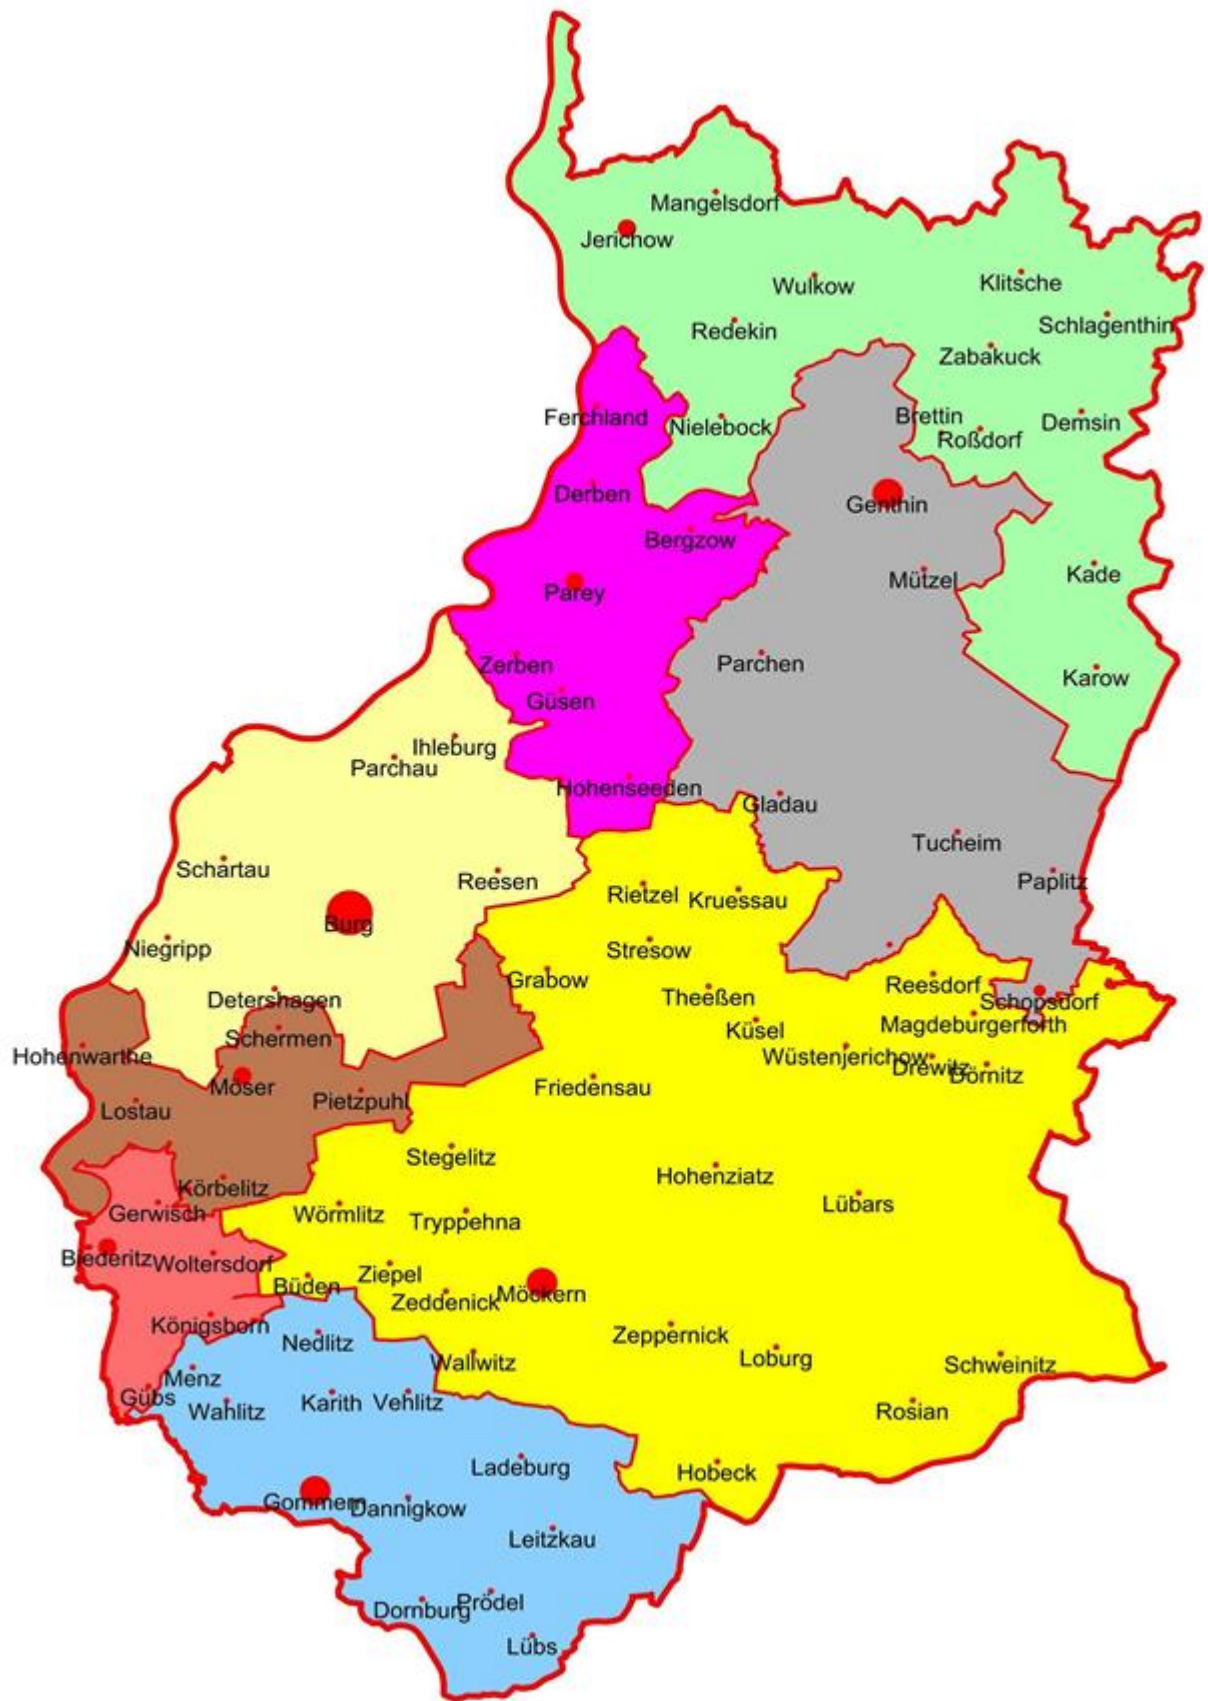 Mangelsdorf
Jerichow
Wulkow
Klitsche
Redekin
Schlagenthin
Zabakuck
Ferchland
Nielebock
Brettin
Roßdorf
Demsin
Derben
Genthin
Bergzow
Parey
Mützel
Kade
Zerben
Parchen
Karow
Güsen
Ihleburg
Parchau
Hohenseeden
Gladau
Tucheim
Schartau
Reesen
Paplitz
Rietzel
Kruessau
Burg
Niegripp
Stresow
Grabow
Reesdorf
Detershagen
Theeßen
Schopsdorf
Magdeburgerforth
Küsel
Schermen
Hohenwarthe
Wüstenjerichow
Drewitz
Dörnitz
Möser
Friedensau
Pietzpuhl
Lostau
Stegelitz
Hohenziatz
Körbelitz
Lübars
Gerwisch
Wörmlitz
Tryppehna
Biederitz
Woltersdorf
Ziepel
Büden
Möckern
Zeddenick
Königsborn
Zeppernick
Nedlitz
Loburg
Wallwitz
Schweinitz
Menz
Gübs
Karith
Vehlitz
Wahlitz
Rosian
Ladeburg
Hobeck
Gommern
Dannigkow
Leitzkau
Prödel
Dornburg
Lübs